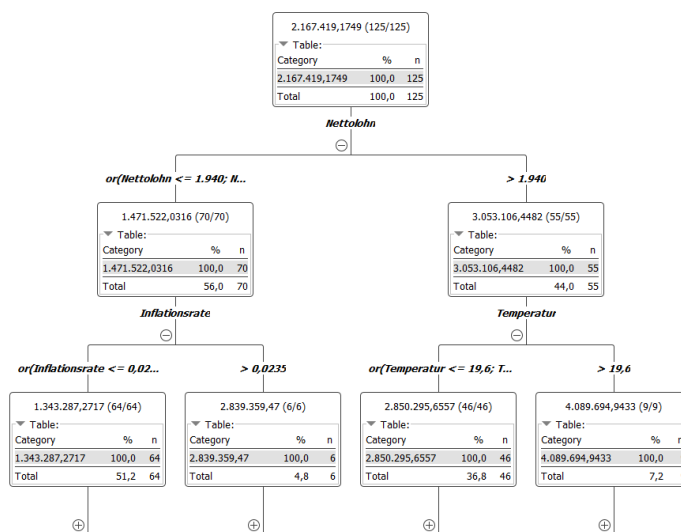 2.167.419,1749 (125/125)
Table:
Category % n
2.167.419,1749 100,0 125
Total 100,0 125
Nettolohn
or(Nettolohn <= 1.940; N... > 1.940
1.471.522,0316 (70/70)
Table:
Category % n
1.471.522,0316 100,0 70
Total 56,0 70
Inflationsrate
3.053.106,4482 (55/55)
Table:
Category % n
3.053.106,4482 100,0 55
Total 44,0 55
Temperatur
or(Inflationsrate <= 0,02... > 0,0235 or(Temperatur <= 19,6; T... > 19,6
1.343.287,2717 (64/64)
Table:
Category % n
1.343.287,2717 100,0 64
Total 51,2 64
2.839.359,47 (6/6)
Table:
Category % n
2.839.359,47 100,0 6
Total 4,8 6
2.850.295,6557 (46/46)
Table:
Category % n
2.850.295,6557 100,0 46
Total 36,8 46
4.089.694,9433 (9/9)
Table:
Category %
4.089.694,9433 100,0
Total 7,2